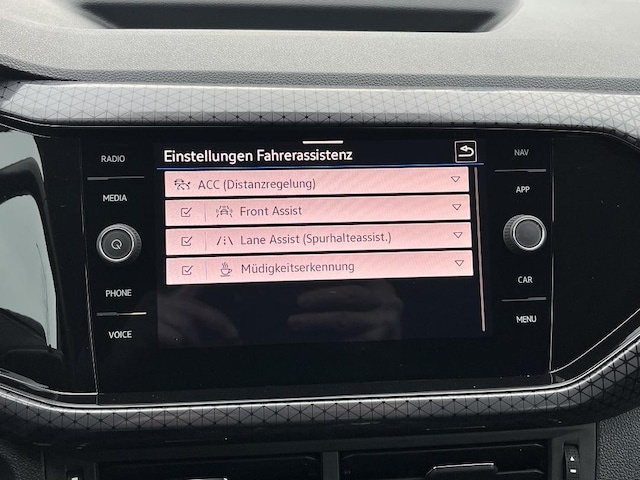 RADIO
MEDIA
PHONE
VOICE
Einstellungen Fahrerassistenz
ACC (Distanzregelung)
Front Assist
Lane Assist (Spurhalteassist.)
Müdigkeitserkennung
NAV
APP
CAR
MENU